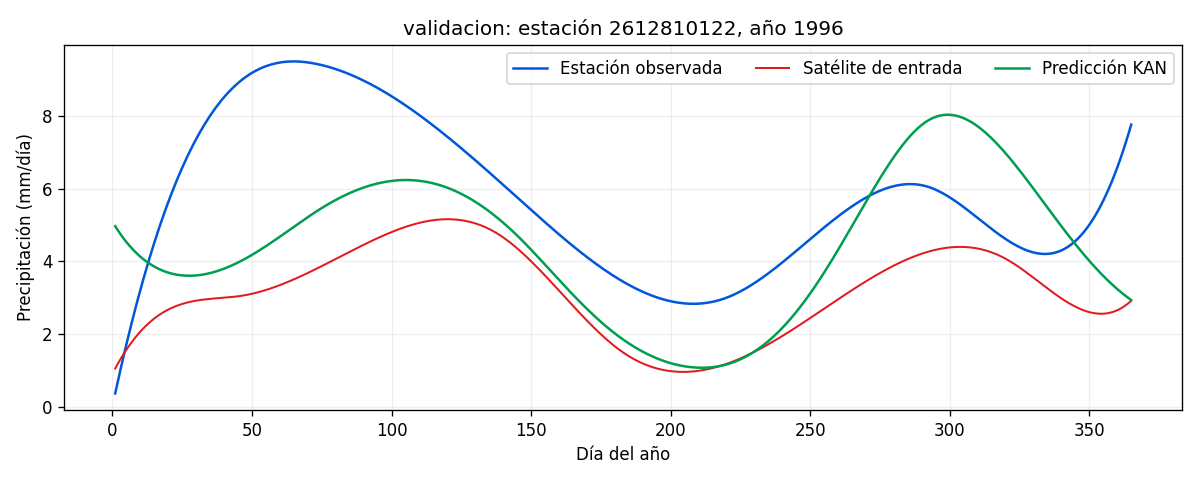 validacion: estación 2612810122, año 1996
Estación observada
Satélite de entrada
Predicción KAN
Precipitación (mm/día)
8
6
4
2
0
0 50 100 150 200 250 300 350
Día del año